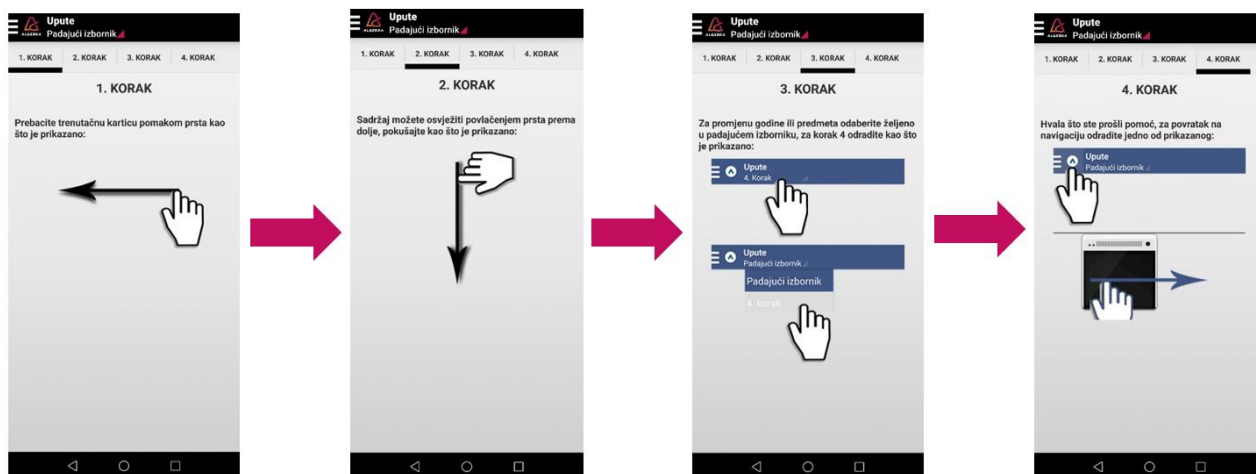 Upute
ALGEBRA Padajući izbornik
1. KORAK 2. KORAK 3. KORAK 4. KORAK
1. KORAK
Prebacite trenutačnu karticu pomakom prsta kao
što je prikazano:
Upute
ALGEBRA Padajući izbornik
1. KORAK 2. KORAK 3. KORAK 4. KORAK
2. KORAK
Sadržaj možete osvježiti povlačenjem prsta prema
dolje, pokušajte kao što je prikazano:
Upute
ALGEBRA Padajući izbornik
1. KORAK 2. KORAK 3. KORAK 4. KORAK
3. KORAK
Za promjenu godine ili predmeta odaberite željeno
u padajućem izborniku, za korak 4 odradite kao što
je prikazano:
Upute
4. Korak
Upute
Padajući izbornik
Padajući izbornik
4. korak
Upute
ALGEBRA Padajući izbornik
1. KORAK 2. KORAK 3. KORAK 4. KORAK
4. KORAK
Hvala što ste prošli pomoć, za povratak na
navigaciju odradite jedno od prikazanog:
Upute
Padajući izbornik